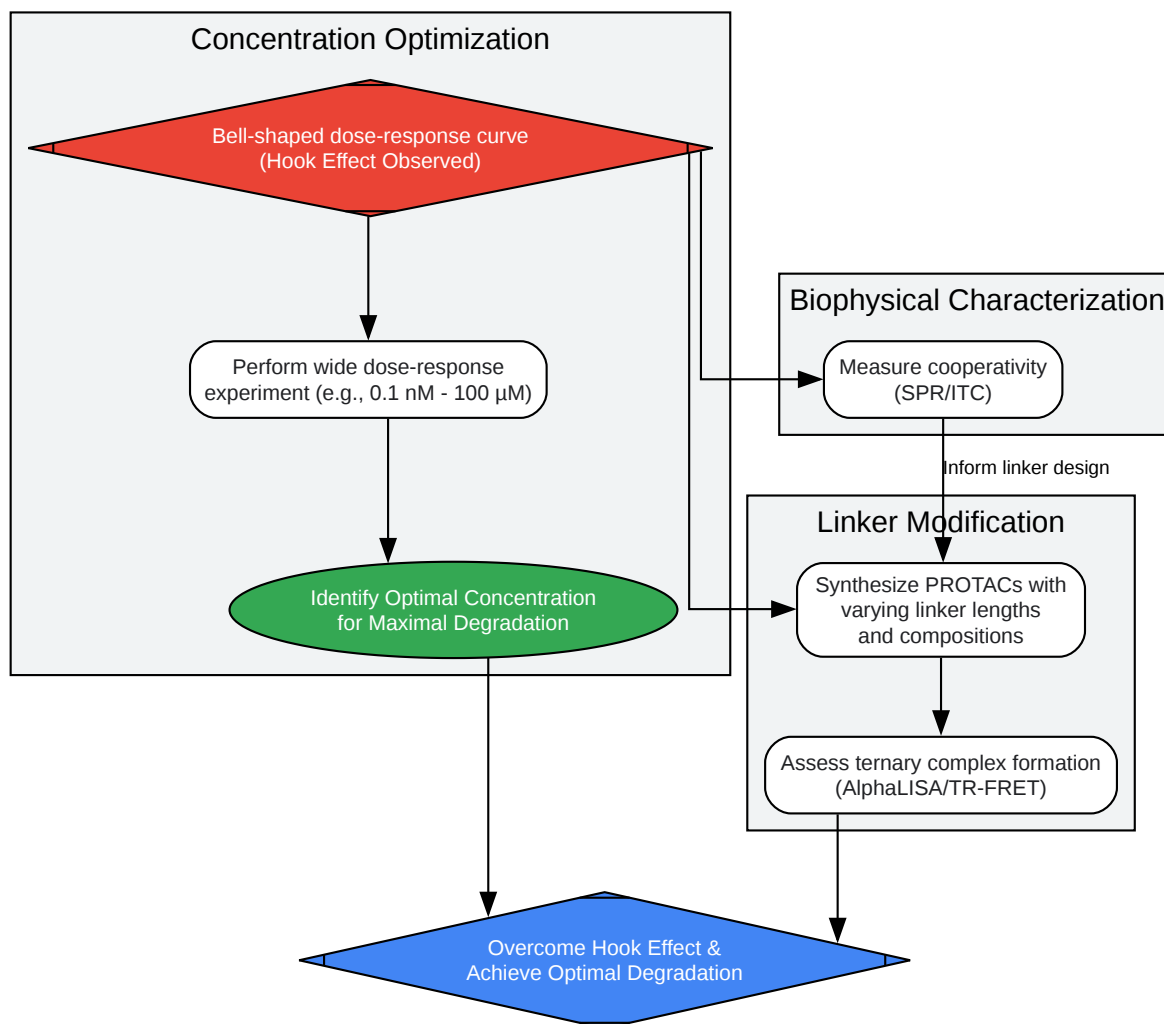 Concentration Optimization
Bell-shaped dose-response curve
(Hook Effect Observed)
Perform wide dose-response
experiment (e.g., 0.1 nM - 100 µM)
Identify Optimal Concentration
for Maximal Degradation
Biophysical Characterization
Measure cooperativity
(SPR/ITC)
Inform linker design
Linker Modification
Synthesize PROTACs with
varying linker lengths
and compositions
Assess ternary complex formation
(AlphaLISA/TR-FRET)
Overcome Hook Effect &
Achieve Optimal Degradation